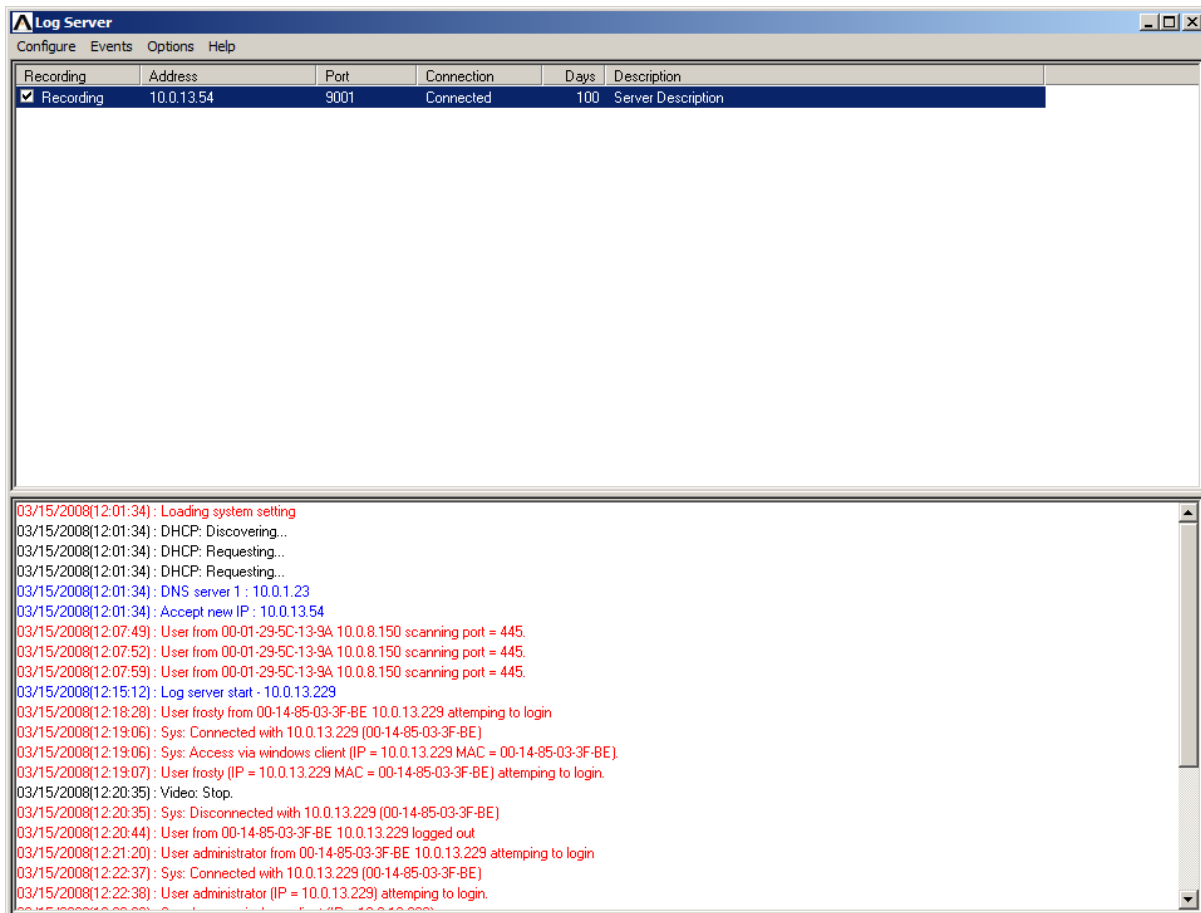 Log Server
Configure Events Options Help
Recording Address Port Connection Days Description
Recording 10.0.13.54 9001 Connected 100 Server Description
03/15/2008(12:01:34) : Loading system setting
03/15/2008(12:01:34) : DHCP: Discovering...
03/15/2008(12:01:34) : DHCP: Requesting...
03/15/2008(12:01:34) : DHCP: Requesting...
03/15/2008(12:01:34) : DNS server 1 : 10.0.1.23
03/15/2008(12:01:34) : Accept new IP : 10.0.13.54
03/15/2008(12:07:49) : User from 00-01-29-5C-13-9A 10.0.8.150 scanning port = 445.
03/15/2008(12:07:52) : User from 00-01-29-5C-13-9A 10.0.8.150 scanning port = 445.
03/15/2008(12:07:59) : User from 00-01-29-5C-13-9A 10.0.8.150 scanning port = 445.
03/15/2008(12:15:12) : Log server start - 10.0.13.229
03/15/2008(12:18:28) : User frosty from 00-14-85-03-3F-BE 10.0.13.229 attemping to login
03/15/2008(12:19:06) : Sys: Connected with 10.0.13.229 (00-14-85-03-3F-BE)
03/15/2008(12:19:06) : Sys: Access via windows client (IP = 10.0.13.229 MAC = 00-14-85-03-3F-BE).
03/15/2008(12:19:07) : User frosty (IP = 10.0.13.229 MAC = 00-14-85-03-3F-BE) attemping to login.
03/15/2008(12:20:35) : Video: Stop.
03/15/2008(12:20:35) : Sys: Disconnected with 10.0.13.229 (00-14-85-03-3F-BE)
03/15/2008(12:20:44) : User from 00-14-85-03-3F-BE 10.0.13.229 logged out
03/15/2008(12:21:20) : User administrator from 00-14-85-03-3F-BE 10.0.13.229 attemping to login
03/15/2008(12:22:37) : Sys: Connected with 10.0.13.229 (00-14-85-03-3F-BE)
03/15/2008(12:22:38) : User administrator (IP = 10.0.13.229) attemping to login.